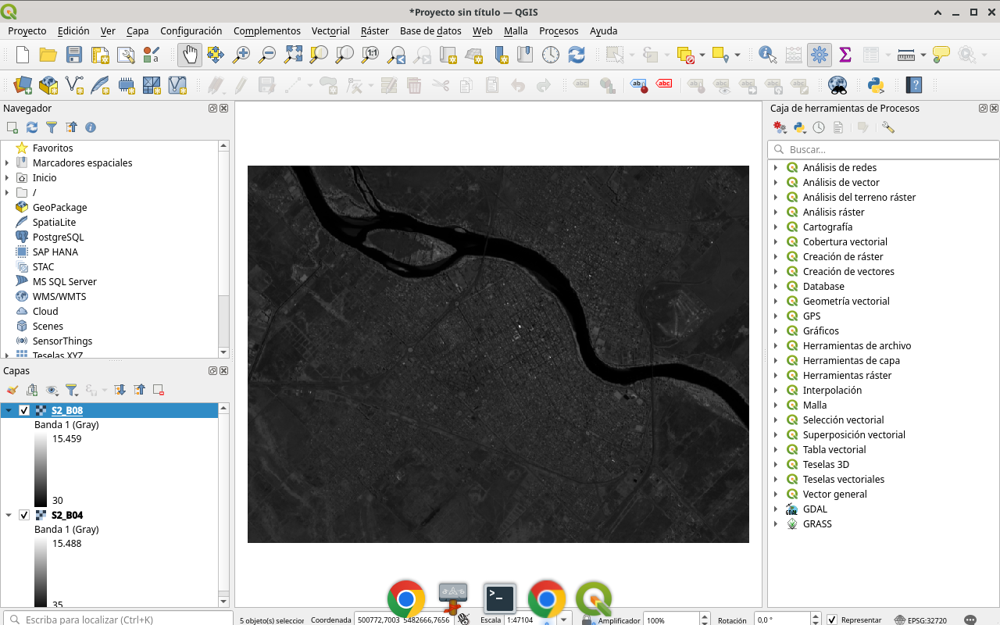 *Proyecto sin título — QGIS
Proyecto Edición Ver Capa Configuración Complementos Vectorial Ráster Base de datos Web Malla Procesos Ayuda
1:1
abc abc
Navegador
Favoritos
Marcadores espaciales
Inicio
/
GeoPackage
SpatiaLite
PostgreSQL
SAP HANA
STAC
MS SQL Server
WMS/WMTS
Cloud
Scenes
SensorThings
Teselas XYZ
Capas
S2_B08
Banda 1 (Gray)
15.459
30
S2_B04
Banda 1 (Gray)
15.488
35
Caja de herramientas de Procesos
Buscar...
Análisis de redes
Análisis de vector
Análisis del terreno ráster
Análisis ráster
Cartografía
Cobertura vectorial
Creación de ráster
Creación de vectores
Database
Geometría vectorial
GPS
Gráficos
Herramientas de archivo
Herramientas de capa
Herramientas ráster
Interpolación
Malla
Selección vectorial
Superposición vectorial
Tabla vectorial
Teselas 3D
Teselas vectoriales
Vector general
GDAL
GRASS
Escriba para localizar (Ctrl+K)
5 objeto(s) seleccion
Coordenada 500772,7003 5482666,7656
Escala 1:47104
Amplificador 100%
Rotación 0,0 °
Representar
EPSG:32720